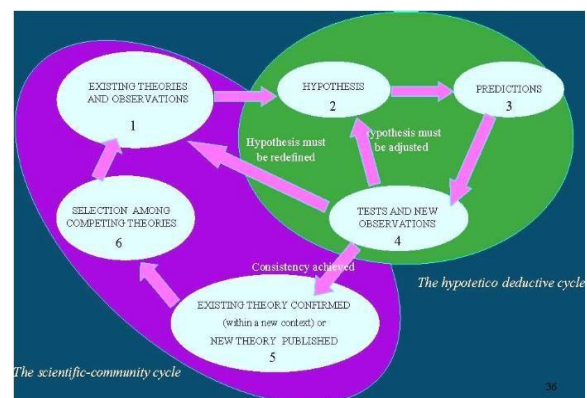 EXISTING THEORIES
AND OBSERVATIONS
1
HYPOTHESIS
2
PREDICTIONS
3
Hypothesis must
be redefined
ypothesis must
be adjusted
SELECTION AMONG
COMPETING THEORIES
6
TESTS AND NEW
OBSERVATIONS
4
Consistency achieved
The hypotetico deductive cycle
EXISTING THEORY CONFIRMED
(within a new context) or
NEW THEORY PUBLISHED
5
The scientific-community cycle
36